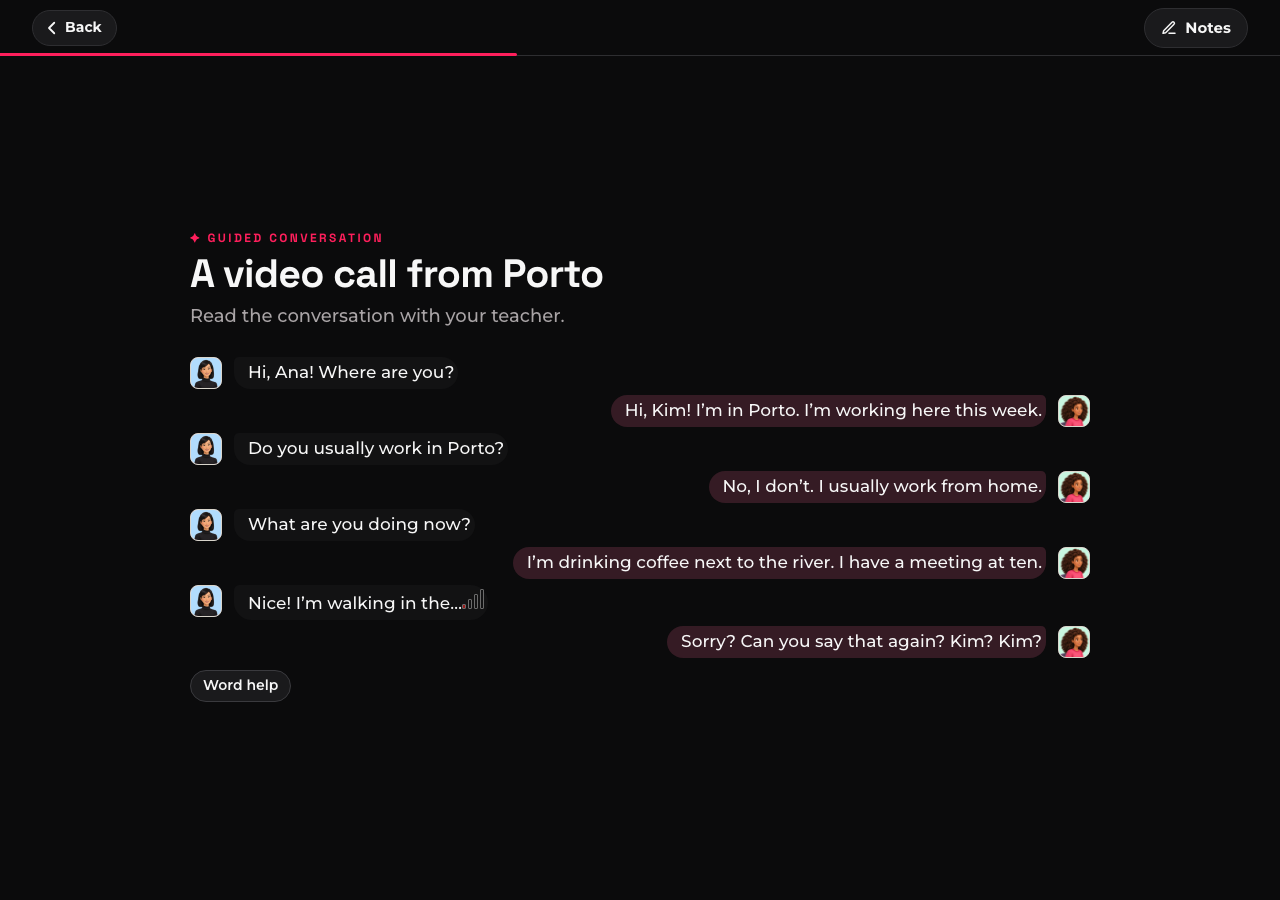 Back
Notes
GUIDED CONVERSATION
A video call from Porto
Read the conversation with your teacher.
Hi, Ana! Where are you?
Hi, Kim! I’m in Porto. I’m working here this week.
Do you usually work in Porto?
No, I don’t. I usually work from home.
What are you doing now?
I’m drinking coffee next to the river. I have a meeting at ten.
Nice! I’m walking in the...
Sorry? Can you say that again? Kim? Kim?
Word help